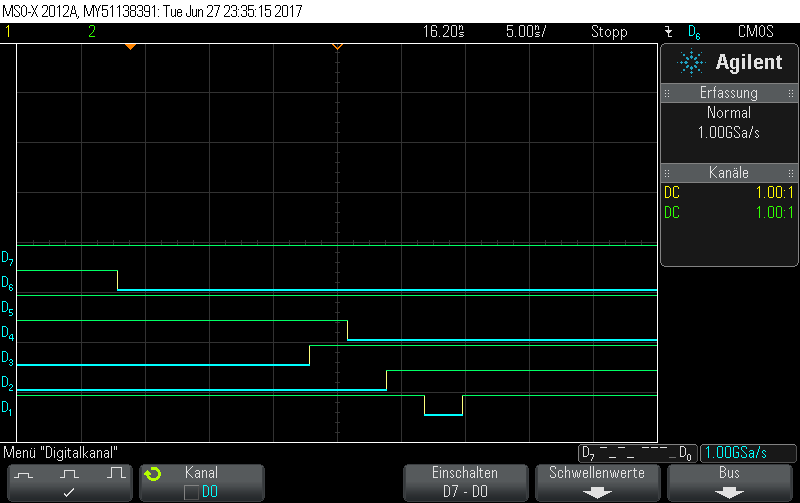 MSO-X 2012A, MY51138391: Tue Jun 27 23:35:15 2017
1 2 16.20ns 5.00s/ Stopp D6 CMOS
Agilent
Erfassung
Normal
1.00GSa/s
Kanäle
DC 1.00:1
DC 1.00:1
D7
D6
D5
D4
D3
D2
D1
Menü "Digitalkanal"
D7 D0 1.00GSa/s
Kanal
D0
Einschalten
D7 - D0
Schwellenwerte
Bus